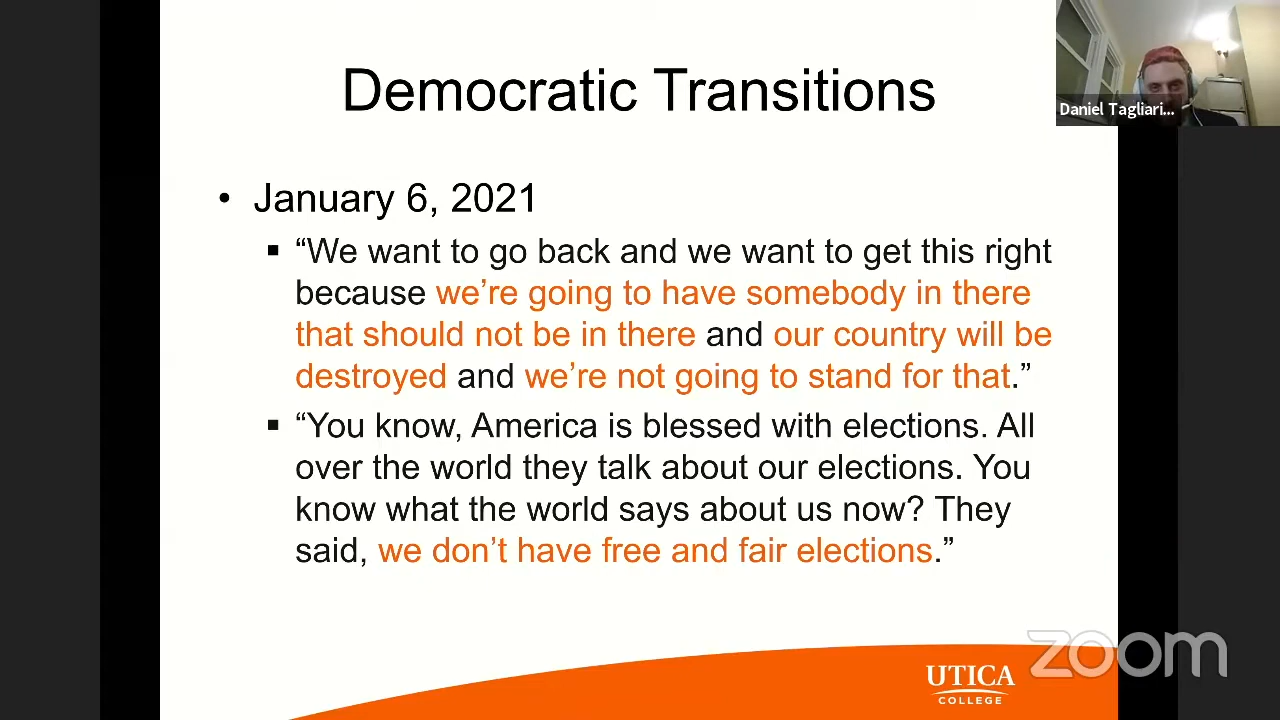 Democratic Transitions
Daniel Tagliari...
• January 6, 2021
▪ “We want to go back and we want to get this right
because we’re going to have somebody in there
that should not be in there and our country will be
destroyed and we’re not going to stand for that.”
▪ “You know, America is blessed with elections. All
over the world they talk about our elections. You
know what the world says about us now? They
said, we don’t have free and fair elections.”
zoom
UTICA
COLLEGE